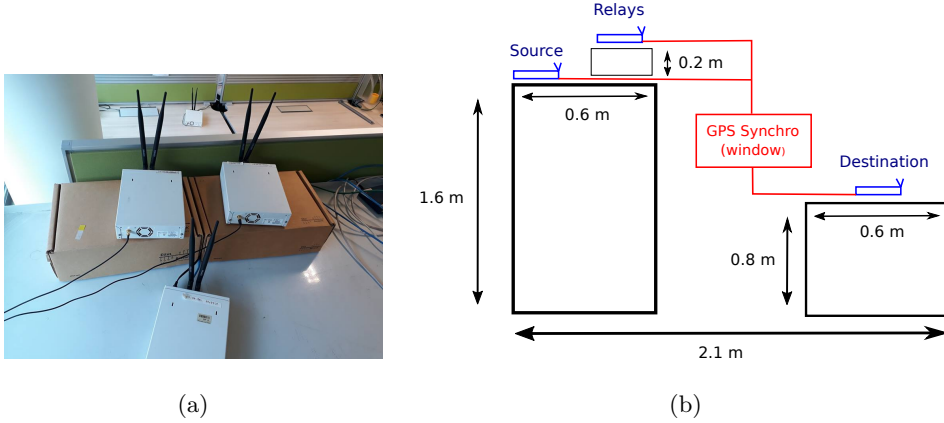 Relays
Source
0.2 m
0.6 m
GPS Synchro
(window)
Destination
1.6 m
0.6 m
0.8 m
2.1 m
(a)
(b)